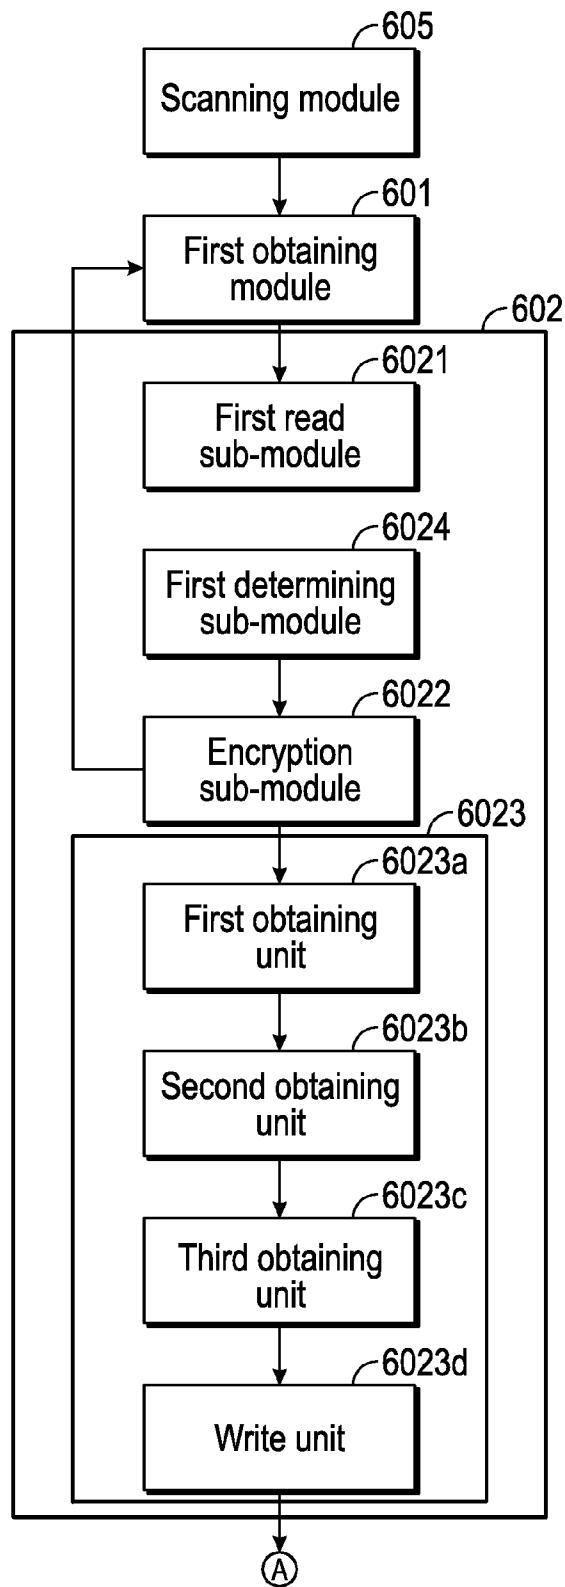 605
Scanning module
601
First obtaining
module
602
6021
First read
sub-module
6024
First determining
sub-module
6022
Encryption
sub-module
6023
6023a
First obtaining
unit
6023b
Second obtaining
unit
6023c
Third obtaining
unit
6023d
Write unit
A